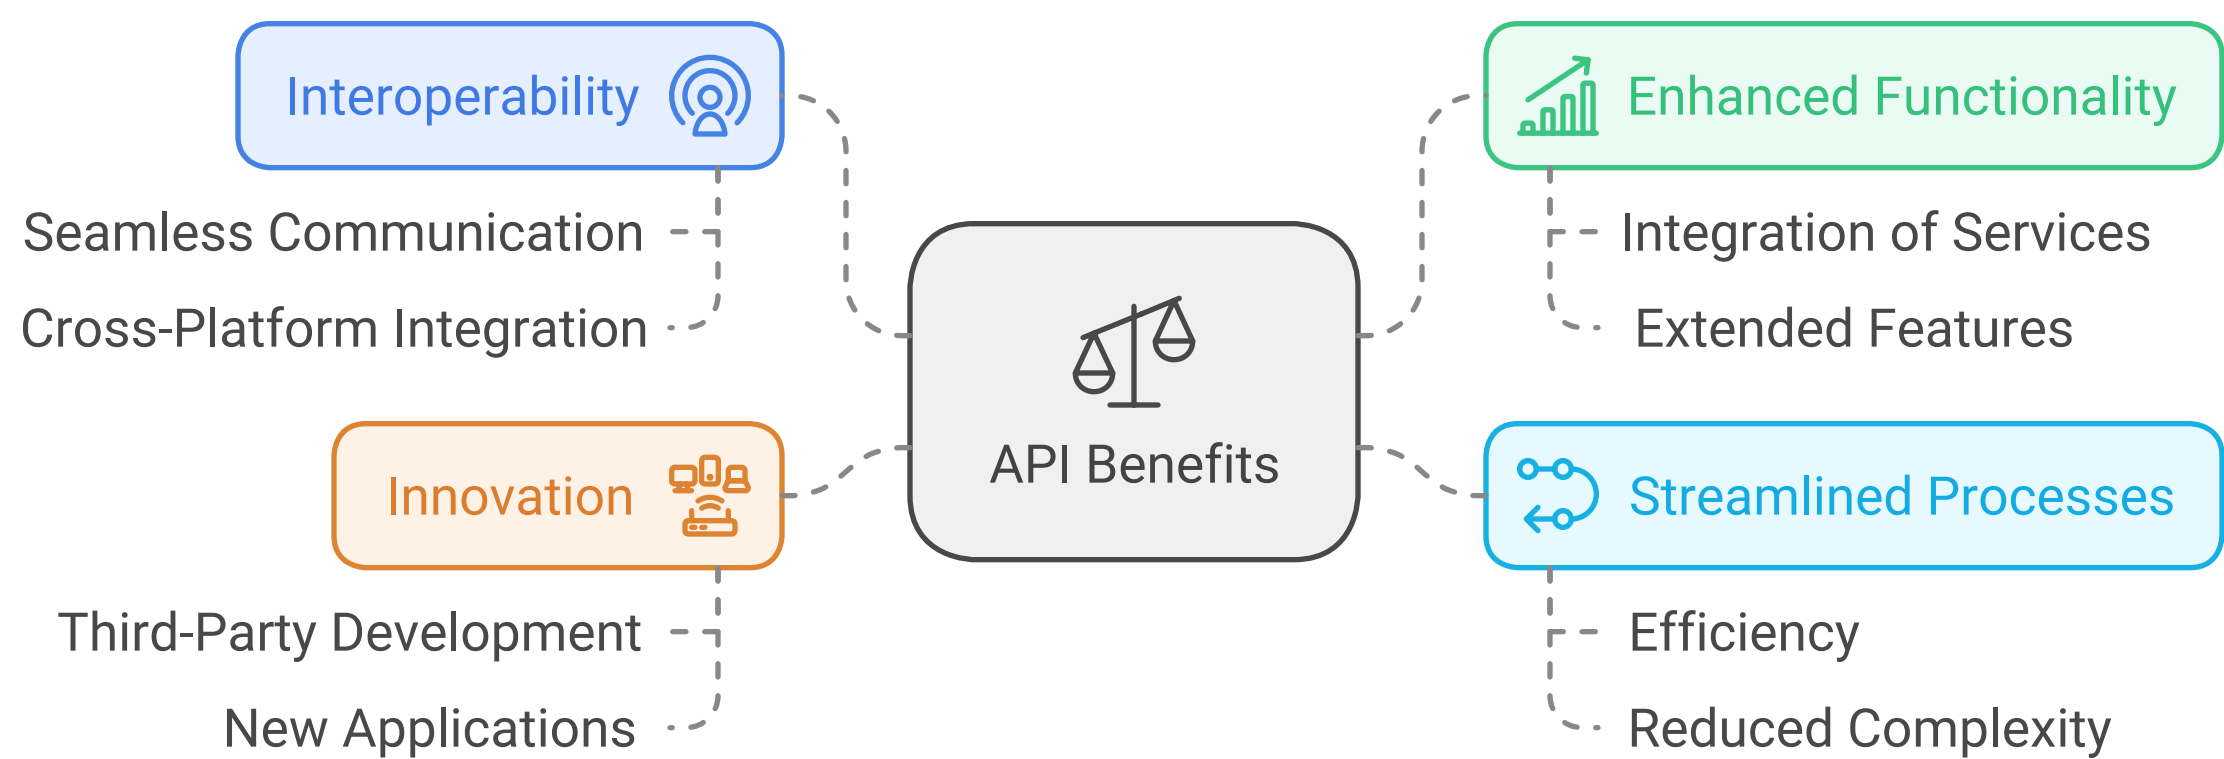 Interoperability
Seamless Communication
Cross-Platform Integration
Innovation
Third-Party Development
New Applications
API Benefits
Enhanced Functionality
Integration of Services
Extended Features
Streamlined Processes
Efficiency
Reduced Complexity